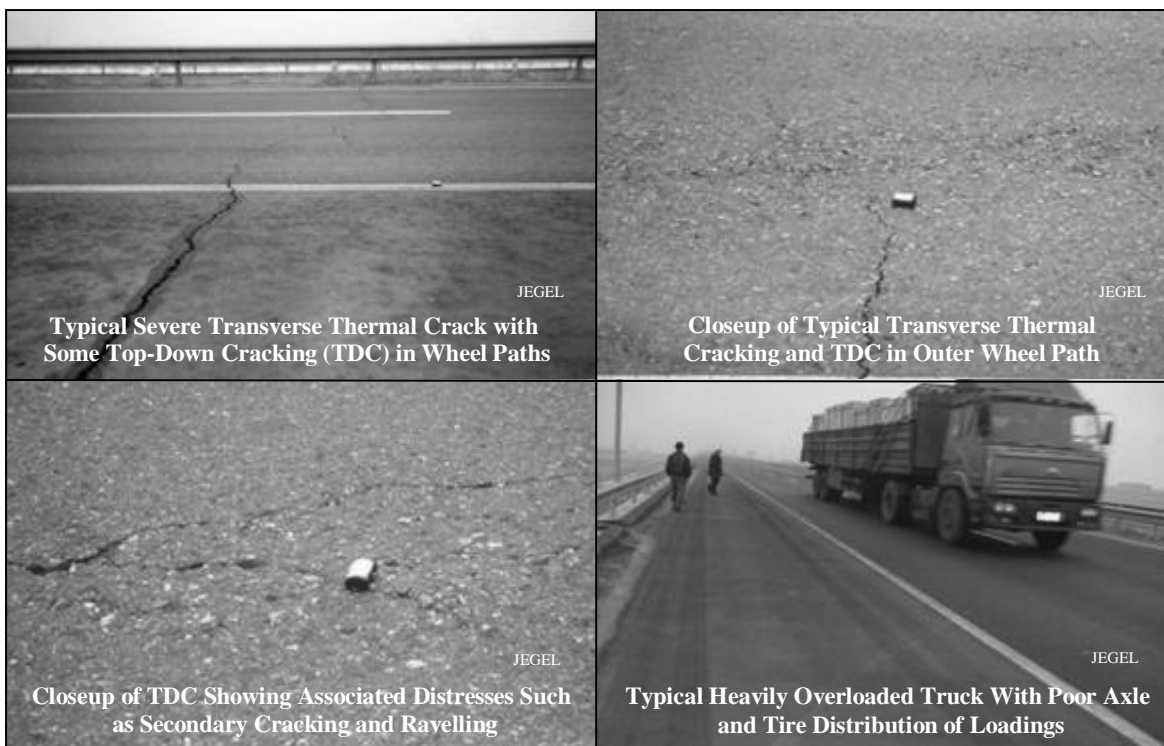 JEGEL
Typical Severe Transverse Thermal Crack with
Some Top-Down Cracking (TDC) in Wheel Paths
JEGEL
Closeup of Typical Transverse Thermal
Cracking and TDC in Outer Wheel Path
JEGEL
Closeup of TDC Showing Associated Distresses Such
as Secondary Cracking and Ravelling
JEGEL
Typical Heavily Overloaded Truck With Poor Axle
and Tire Distribution of Loadings